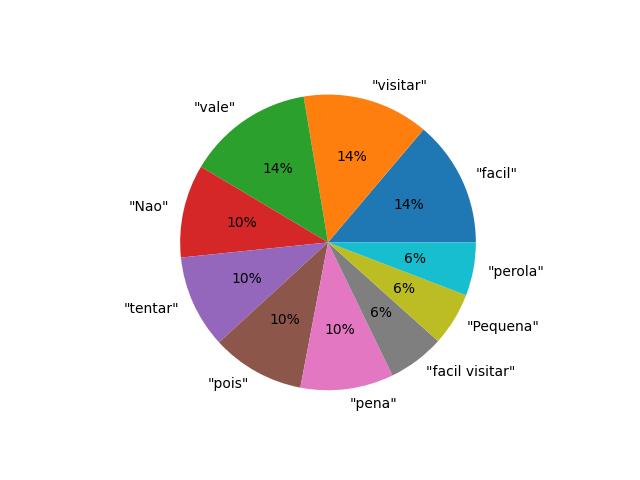 "visitar"
"vale"
"facil"
"Nao"
"tentar"
"pois"
"pena"
"facil visitar"
"Pequena"
"perola"
14%
14%
14%
10%
10%
10%
10%
6%
6%
6%